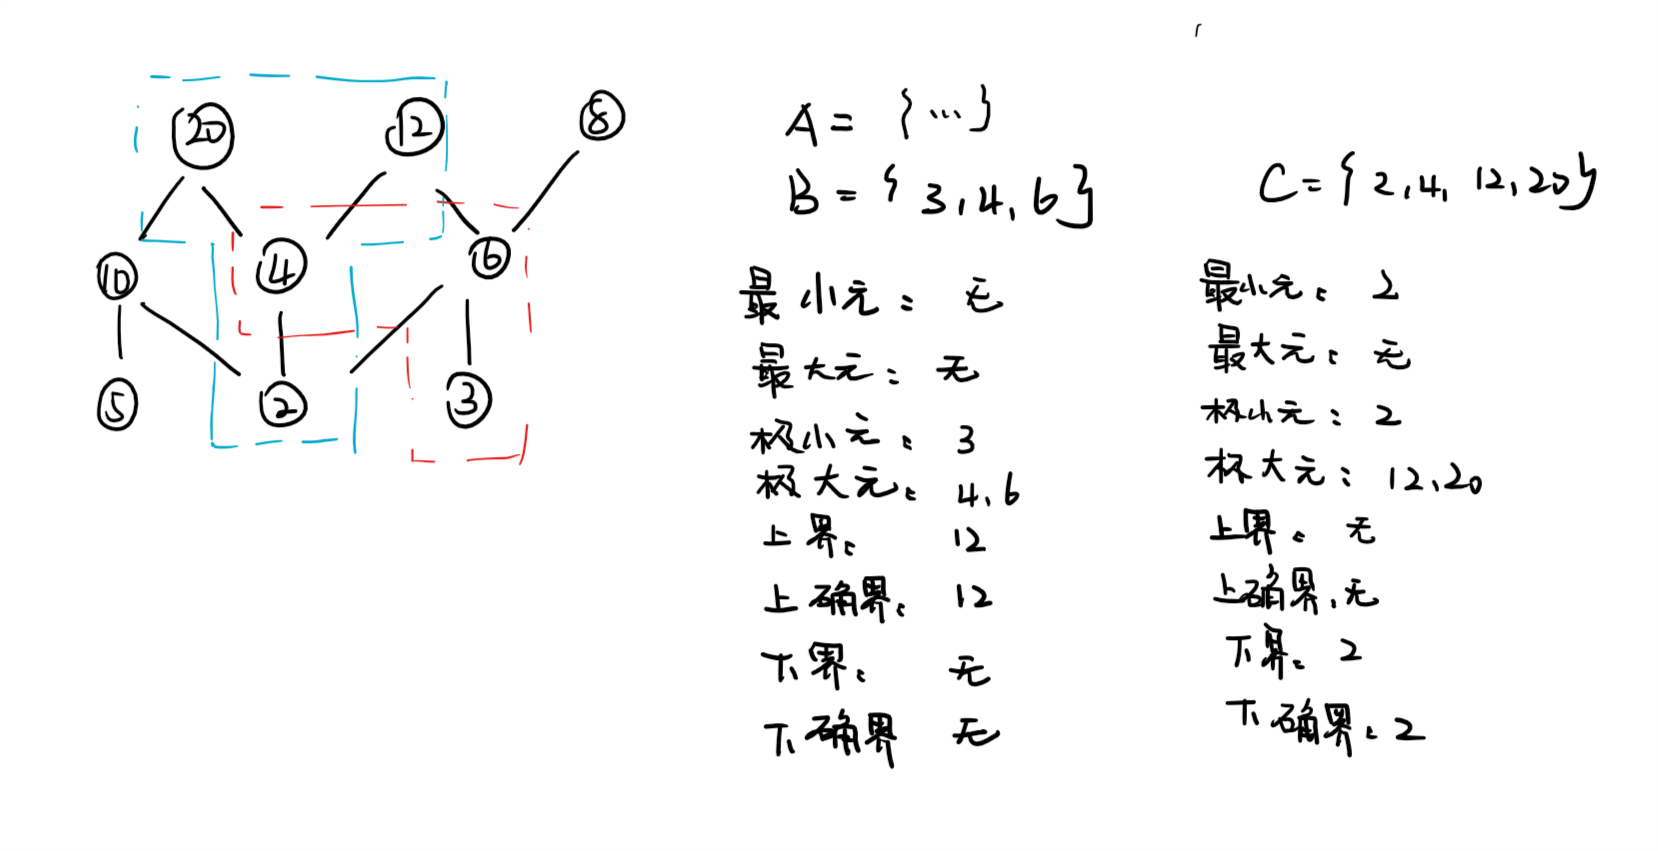 20 12 8
10 4 6
5 2 3
A = {...}
B = {3,4,6}
最小元: 无
最大元: 无
极小元: 3
极大元: 4、6
上界: 12
上确界: 12
下界: 无
下确界 无
C = {2,4,12,20}
最小元: 2
最大元: 无
极小元: 2
极大元: 12、20
上界: 无
上确界: 无
下界: 2
下确界: 2